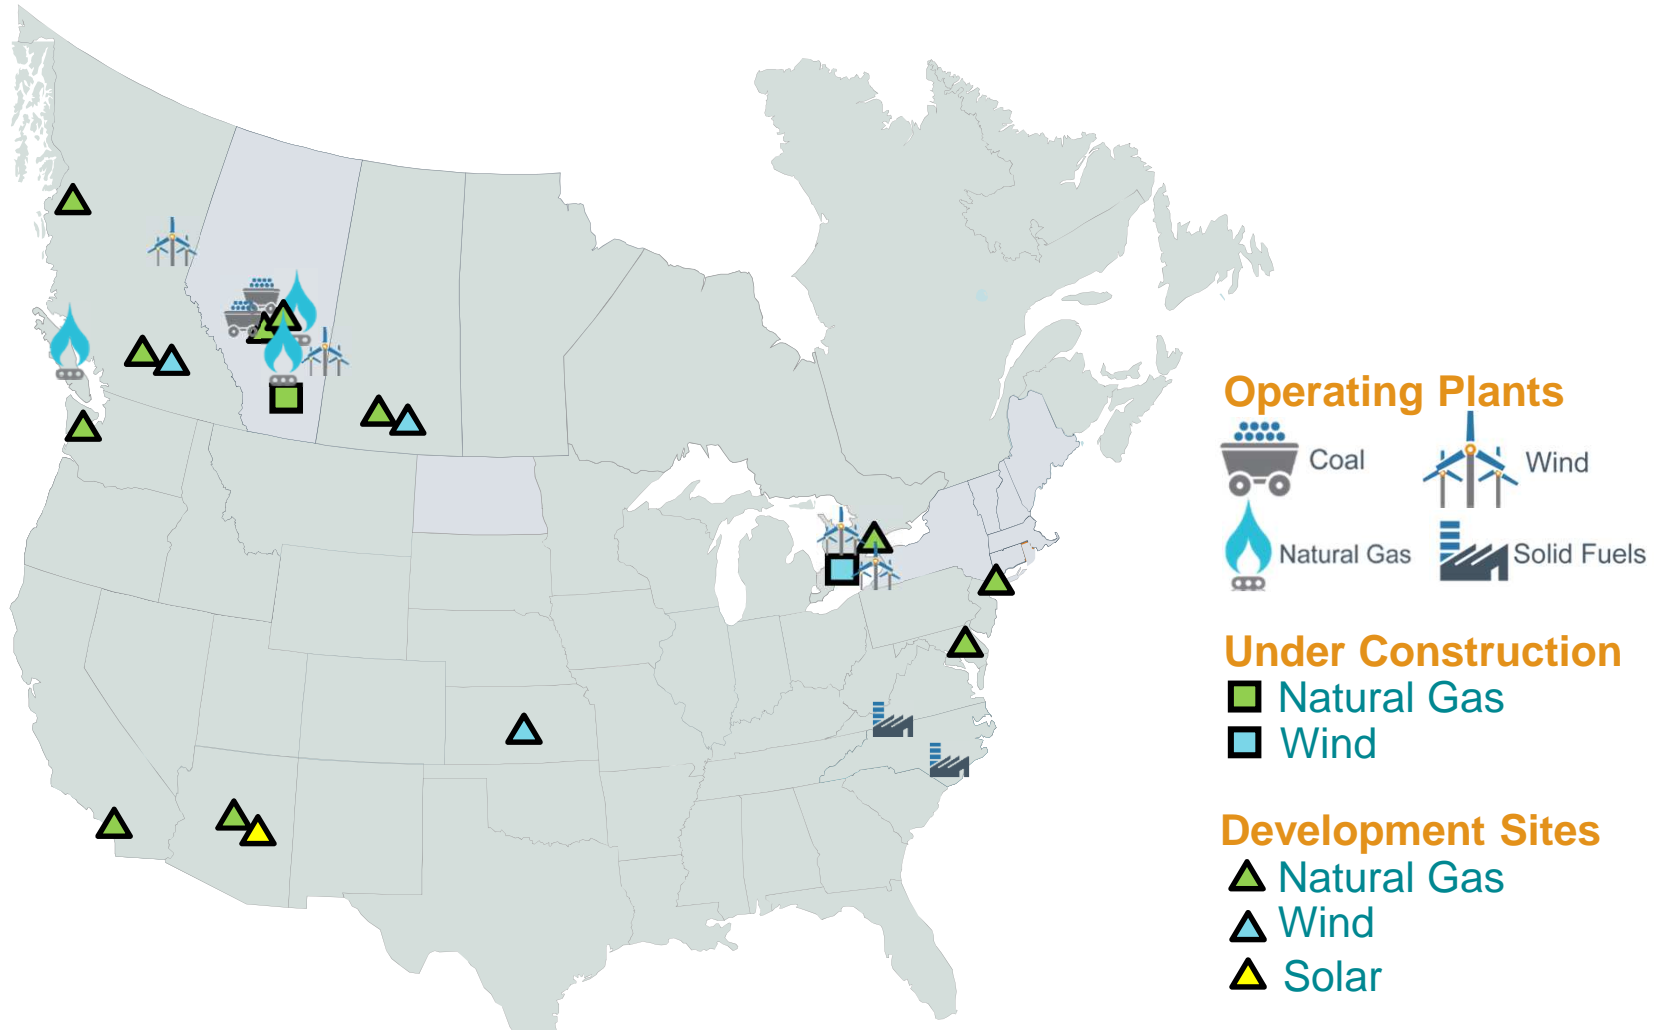 Operating Plants
Coal
Wind
Natural Gas
Solid Fuels
Under Construction
Natural Gas
Wind
Development Sites
Natural Gas
Wind
Solar